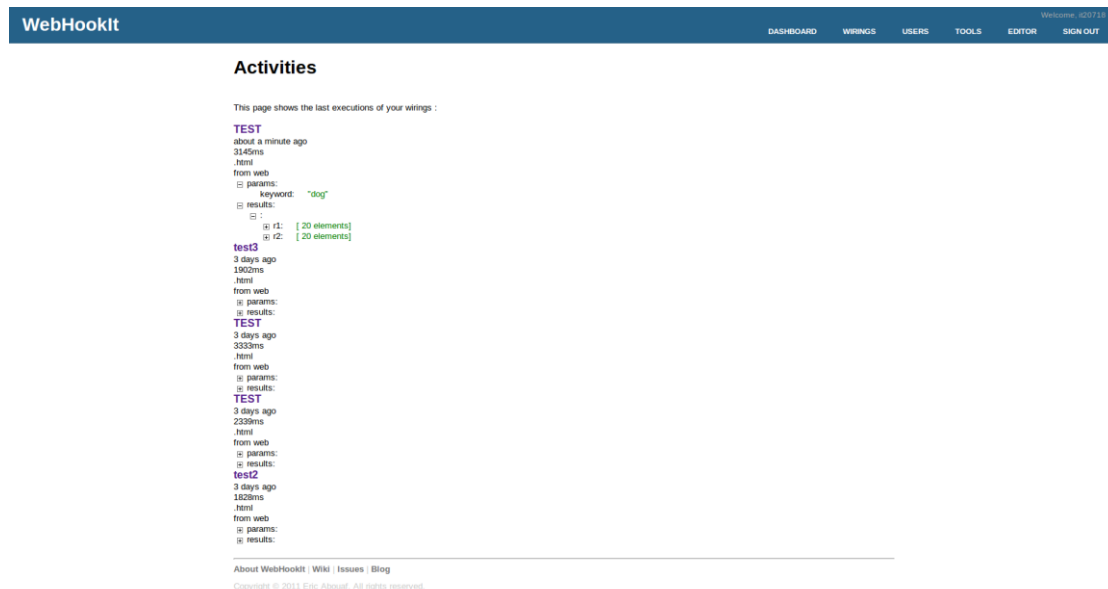 Welcome, it20718
WebHookIt
DASHBOARD WIRINGS USERS TOOLS EDITOR SIGN OUT
Activities
This page shows the last executions of your wirings :
TEST
about a minute ago
3145ms
.html
from web
params:
keyword: "dog"
results:
:
r1: [ 20 elements]
r2: [ 20 elements]
test3
3 days ago
1902ms
.html
from web
params:
results:
TEST
3 days ago
3333ms
.html
from web
params:
results:
TEST
3 days ago
2339ms
.html
from web
params:
results:
test2
3 days ago
1828ms
.html
from web
params:
results:
About WebHookIt | Wiki | Issues | Blog
Copyright © 2011 Eric Abouaf. All rights reserved.